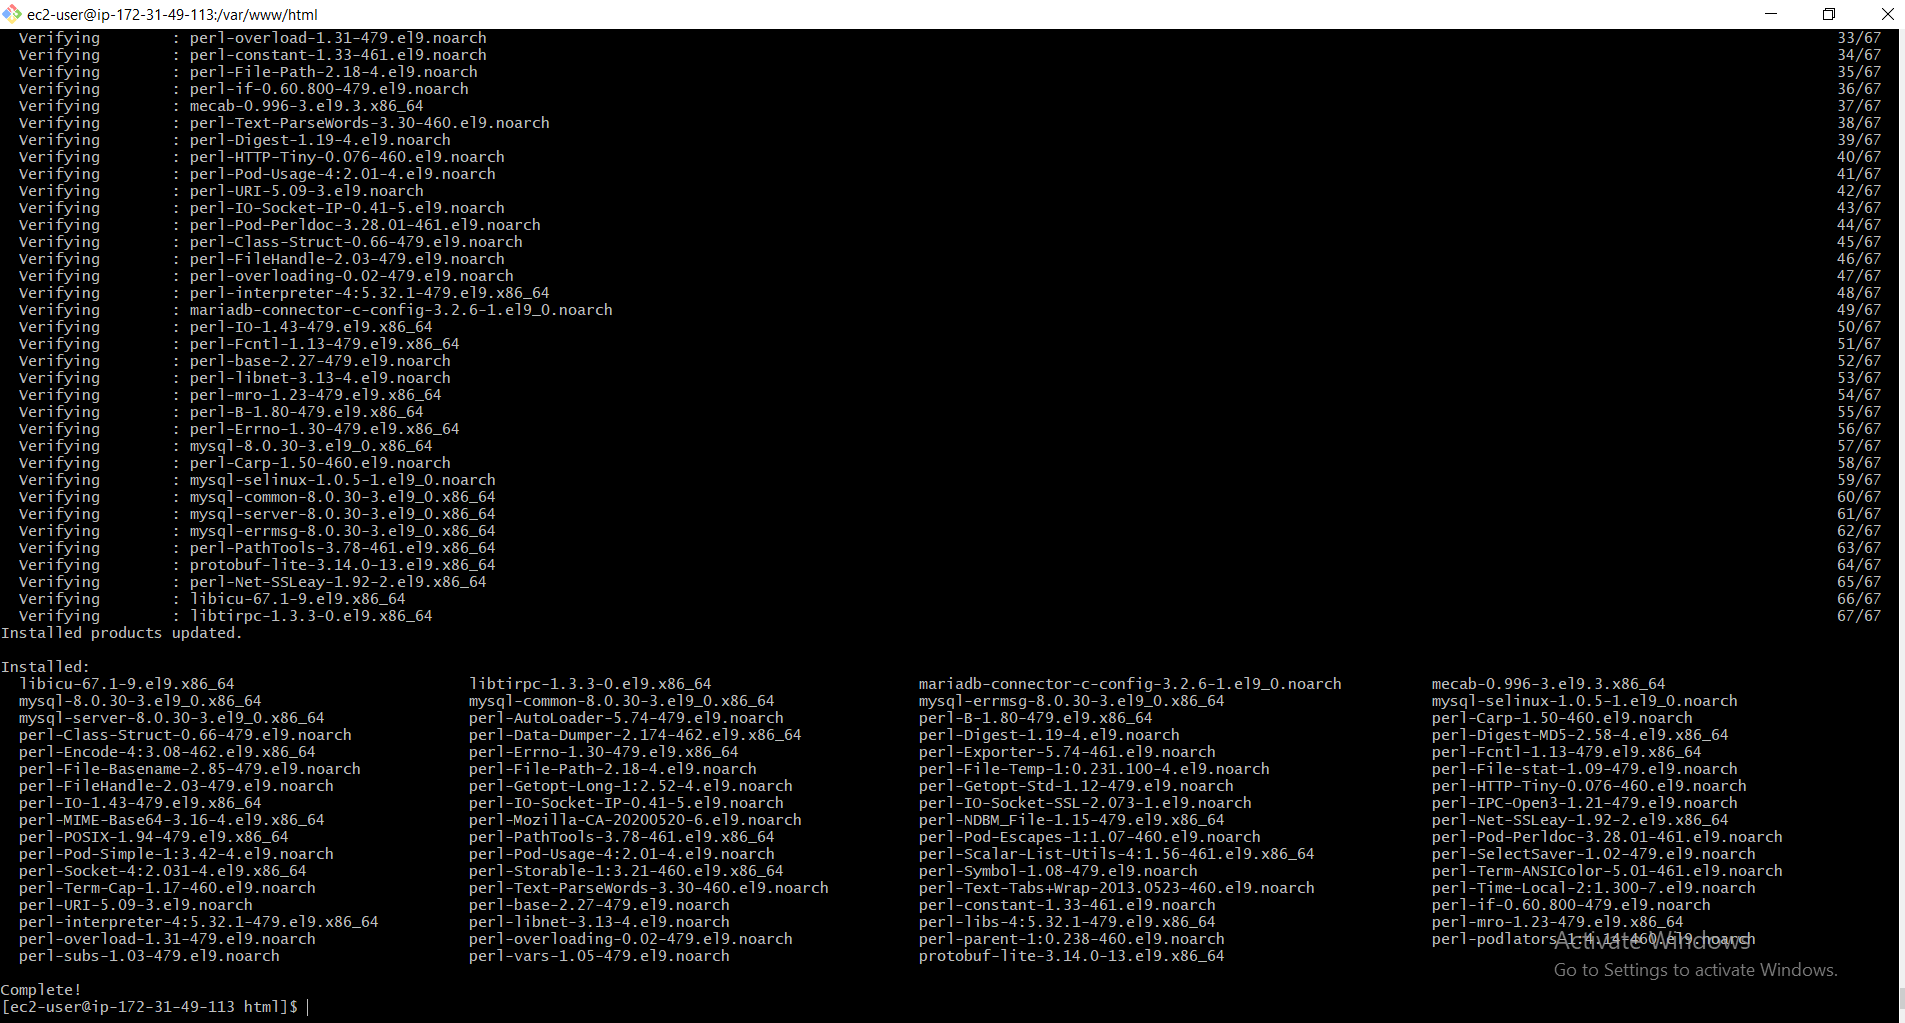 ec2-user@ip-172-31-49-113:/var/www/html
Verifying : perl-overload-1.31-479.el9.noarch 33/67
Verifying : perl-constant-1.33-461.el9.noarch 34/67
Verifying : perl-File-Path-2.18-4.el9.noarch 35/67
Verifying : perl-if-0.60.800-479.el9.noarch 36/67
Verifying : mecab-0.996-3.el9.3.x86_64 37/67
Verifying : perl-Text-ParseWords-3.30-460.el9.noarch 38/67
Verifying : perl-Digest-1.19-4.el9.noarch 39/67
Verifying : perl-HTTP-Tiny-0.076-460.el9.noarch 40/67
Verifying : perl-Pod-Usage-4:2.01-4.el9.noarch 41/67
Verifying : perl-URI-5.09-3.el9.noarch 42/67
Verifying : perl-IO-Socket-IP-0.41-5.el9.noarch 43/67
Verifying : perl-Pod-Perldoc-3.28.01-461.el9.noarch 44/67
Verifying : perl-Class-Struct-0.66-479.el9.noarch 45/67
Verifying : perl-FileHandle-2.03-479.el9.noarch 46/67
Verifying : perl-overloading-0.02-479.el9.noarch 47/67
Verifying : perl-interpreter-4:5.32.1-479.el9.x86_64 48/67
Verifying : mariadb-connector-c-config-3.2.6-1.el9_0.noarch 49/67
Verifying : perl-IO-1.43-479.el9.x86_64 50/67
Verifying : perl-Fcntl-1.13-479.el9.x86_64 51/67
Verifying : perl-base-2.27-479.el9.noarch 52/67
Verifying : perl-libnet-3.13-4.el9.noarch 53/67
Verifying : perl-mro-1.23-479.el9.x86_64 54/67
Verifying : perl-B-1.80-479.el9.x86_64 55/67
Verifying : perl-Errno-1.30-479.el9.x86_64 56/67
Verifying : mysql-8.0.30-3.el9_0.x86_64 57/67
Verifying : perl-Carp-1.50-460.el9.noarch 58/67
Verifying : mysql-selinux-1.0.5-1.el9_0.noarch 59/67
Verifying : mysql-common-8.0.30-3.el9_0.x86_64 60/67
Verifying : mysql-server-8.0.30-3.el9_0.x86_64 61/67
Verifying : mysql-errmsg-8.0.30-3.el9_0.x86_64 62/67
Verifying : perl-PathTools-3.78-461.el9.x86_64 63/67
Verifying : protobuf-lite-3.14.0-13.el9.x86_64 64/67
Verifying : perl-Net-SSLeay-1.92-2.el9.x86_64 65/67
Verifying : libicu-67.1-9.el9.x86_64 66/67
Verifying : libtirpc-1.3.3-0.el9.x86_64 67/67
Installed products updated.
Installed:
libicu-67.1-9.el9.x86_64 libtirpc-1.3.3-0.el9.x86_64 mariadb-connector-c-config-3.2.6-1.el9_0.noarch mecab-0.996-3.el9.3.x86_64
mysql-8.0.30-3.el9_0.x86_64 mysql-common-8.0.30-3.el9_0.x86_64 mysql-errmsg-8.0.30-3.el9_0.x86_64 mysql-selinux-1.0.5-1.el9_0.noarch
mysql-server-8.0.30-3.el9_0.x86_64 perl-AutoLoader-5.74-479.el9.noarch perl-B-1.80-479.el9.x86_64 perl-Carp-1.50-460.el9.noarch
perl-Class-Struct-0.66-479.el9.noarch perl-Data-Dumper-2.174-462.el9.x86_64 perl-Digest-1.19-4.el9.noarch perl-Digest-MD5-2.58-4.el9.x86_64
perl-Encode-4:3.08-462.el9.x86_64 perl-Errno-1.30-479.el9.x86_64 perl-Exporter-5.74-461.el9.noarch perl-Fcntl-1.13-479.el9.x86_64
perl-File-Basename-2.85-479.el9.noarch perl-File-Path-2.18-4.el9.noarch perl-File-Temp-1:0.231.100-4.el9.noarch perl-File-stat-1.09-479.el9.noarch
perl-FileHandle-2.03-479.el9.noarch perl-Getopt-Long-1:2.52-4.el9.noarch perl-Getopt-Std-1.12-479.el9.noarch perl-HTTP-Tiny-0.076-460.el9.noarch
perl-IO-1.43-479.el9.x86_64 perl-IO-Socket-IP-0.41-5.el9.noarch perl-IO-Socket-SSL-2.073-1.el9.noarch perl-IPC-Open3-1.21-479.el9.noarch
perl-MIME-Base64-3.16-4.el9.x86_64 perl-Mozilla-CA-20200520-6.el9.noarch perl-NDBM_File-1.15-479.el9.x86_64 perl-Net-SSLeay-1.92-2.el9.x86_64
perl-POSIX-1.94-479.el9.x86_64 perl-PathTools-3.78-461.el9.x86_64 perl-Pod-Escapes-1:1.07-460.el9.noarch perl-Pod-Perldoc-3.28.01-461.el9.noarch
perl-Pod-Simple-1:3.42-4.el9.noarch perl-Pod-Usage-4:2.01-4.el9.noarch perl-Scalar-List-Utils-4:1.56-461.el9.x86_64 perl-SelectSaver-1.02-479.el9.noarch
perl-Socket-4:2.031-4.el9.x86_64 perl-Storable-1:3.21-460.el9.x86_64 perl-Symbol-1.08-479.el9.noarch perl-Term-ANSIColor-5.01-461.el9.noarch
perl-Term-Cap-1.17-460.el9.noarch perl-Text-ParseWords-3.30-460.el9.noarch perl-Text-Tabs+Wrap-2013.0523-460.el9.noarch perl-Time-Local-2:1.300-7.el9.noarch
perl-URI-5.09-3.el9.noarch perl-base-2.27-479.el9.noarch perl-constant-1.33-461.el9.noarch perl-if-0.60.800-479.el9.noarch
perl-interpreter-4:5.32.1-479.el9.x86_64 perl-libnet-3.13-4.el9.noarch perl-libs-4:5.32.1-479.el9.x86_64 perl-mro-1.23-479.el9.x86_64
perl-overload-1.31-479.el9.noarch perl-overloading-0.02-479.el9.noarch perl-parent-1:0.238-460.el9.noarch perl-podlators-1:4.14-460.el9.noarch
perl-subs-1.03-479.el9.noarch perl-vars-1.05-479.el9.noarch protobuf-lite-3.14.0-13.el9.x86_64
Activate Windows
Go to Settings to activate Windows.
Complete!
[ec2-user@ip-172-31-49-113 html]$